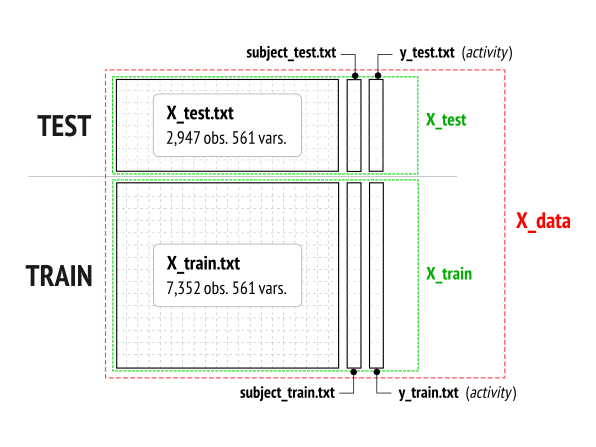 subject_test.txt
y_test.txt (activity)
TEST
X_test.txt
2,947 obs. 561 vars.
X_test
X_data
TRAIN
X_train.txt
7,352 obs. 561 vars.
X_train
subject_train.txt
y_train.txt (activity)